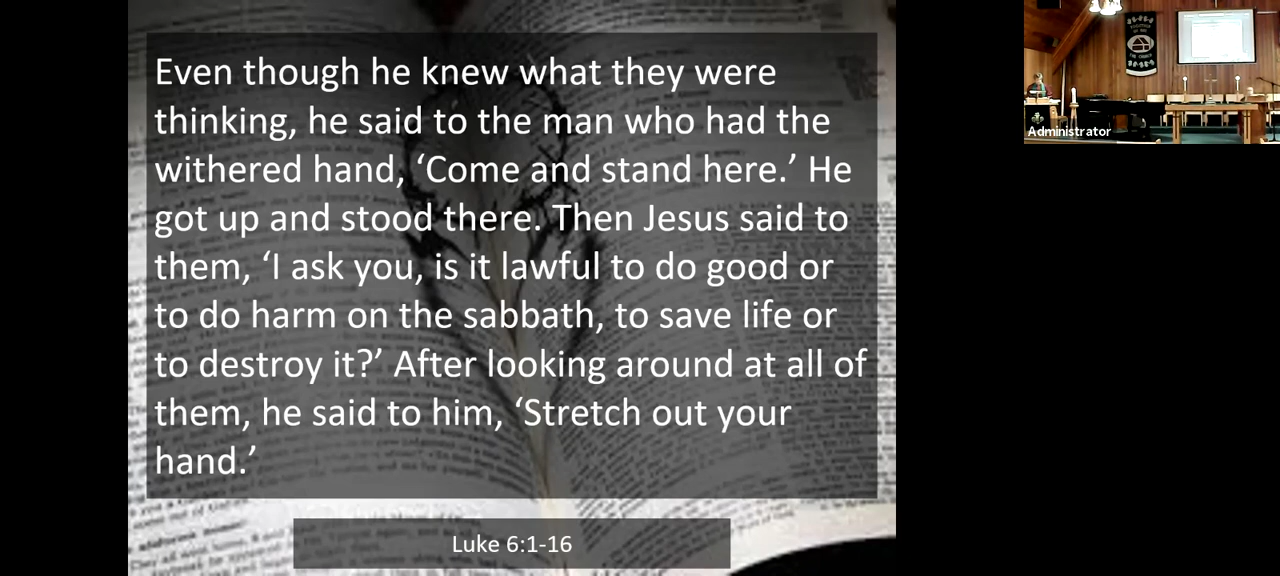 Even though he knew what they were
thinking, he said to the man who had the
withered hand, ‘Come and stand here.’ He
got up and stood there. Then Jesus said to
them, ‘I ask you, is it lawful to do good or
to do harm on the sabbath, to save life or
to destroy it?’ After looking around at all of
them, he said to him, ‘Stretch out your
hand.’
Luke 6:1-16
Administrator